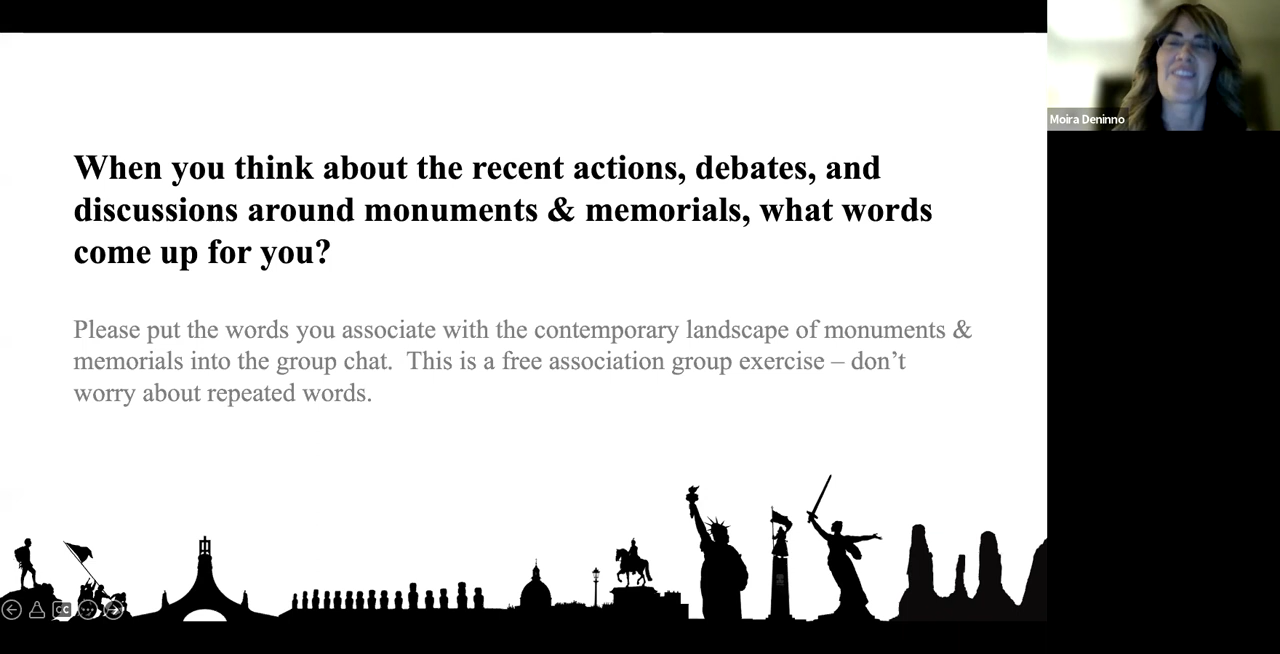 When you think about the recent actions, debates, and
discussions around monuments & memorials, what words
come up for you?
Please put the words you associate with the contemporary landscape of monuments &
memorials into the group chat.  This is a free association group exercise – don’t
worry about repeated words.
Moira Deninno
CC